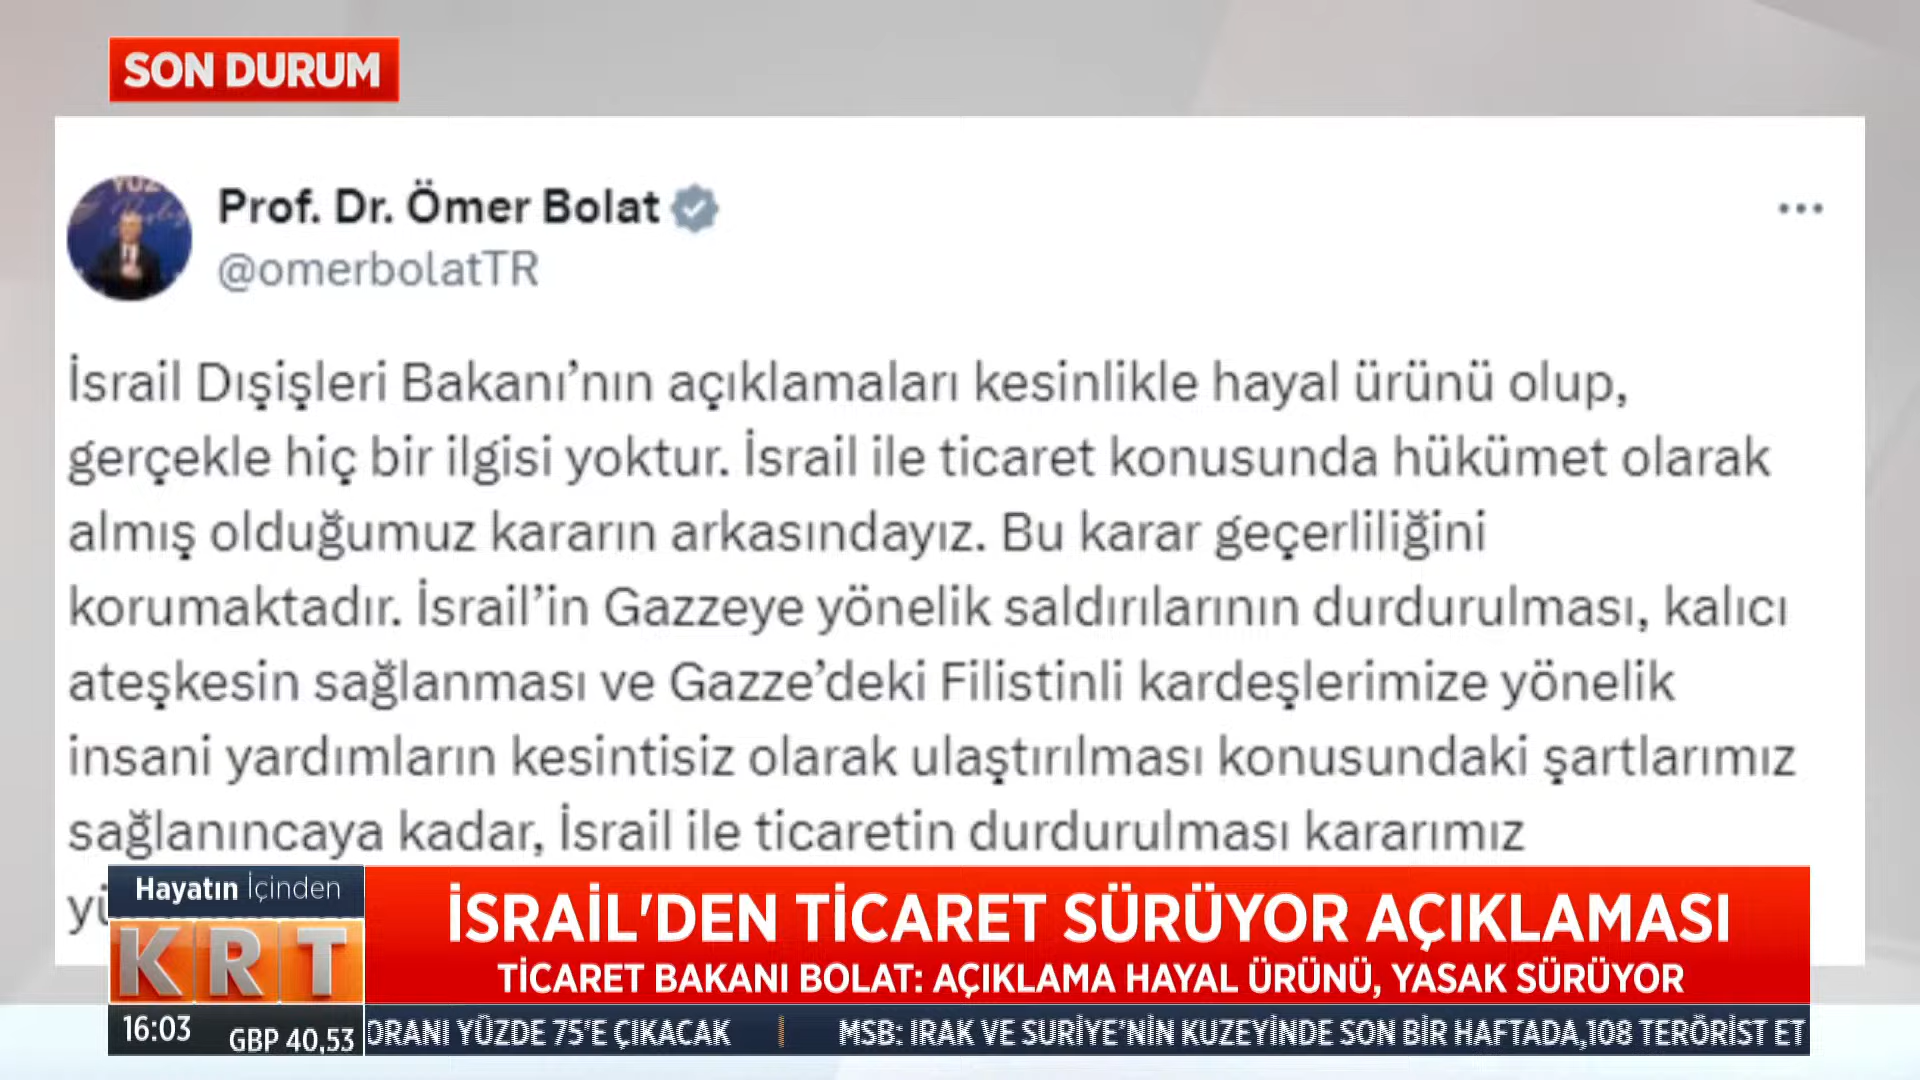 SON DURUM
Prof. Dr. Ömer Bolat
@omerbolatTR
İsrail Dışişleri Bakanı’nın açıklamaları kesinlikle hayal ürünü olup,
gerçekle hiç bir ilgisi yoktur. İsrail ile ticaret konusunda hükümet olarak
almış olduğumuz kararın arkasındayız. Bu karar geçerliliğini
korumaktadır. İsrail’in Gazzeye yönelik saldırılarının durdurulması, kalıcı
ateşkesin sağlanması ve Gazze’deki Filistinli kardeşlerimize yönelik
insani yardımların kesintisiz olarak ulaştırılması konusundaki şartlarımız
sağlanıncaya kadar, İsrail ile ticaretin durdurulması kararımız
Hayatın İçinden
KRT
İSRAİL'DEN TİCARET SÜRÜYOR AÇIKLAMASI
TİCARET BAKANI BOLAT: AÇIKLAMA HAYAL ÜRÜNÜ, YASAK SÜRÜYOR
16:03 GBP 40,53
ORANI YÜZDE 75'E ÇIKACAK | MSB: IRAK VE SURİYE’NİN KUZEYİNDE SON BİR HAFTADA,108 TERÖRİST ET